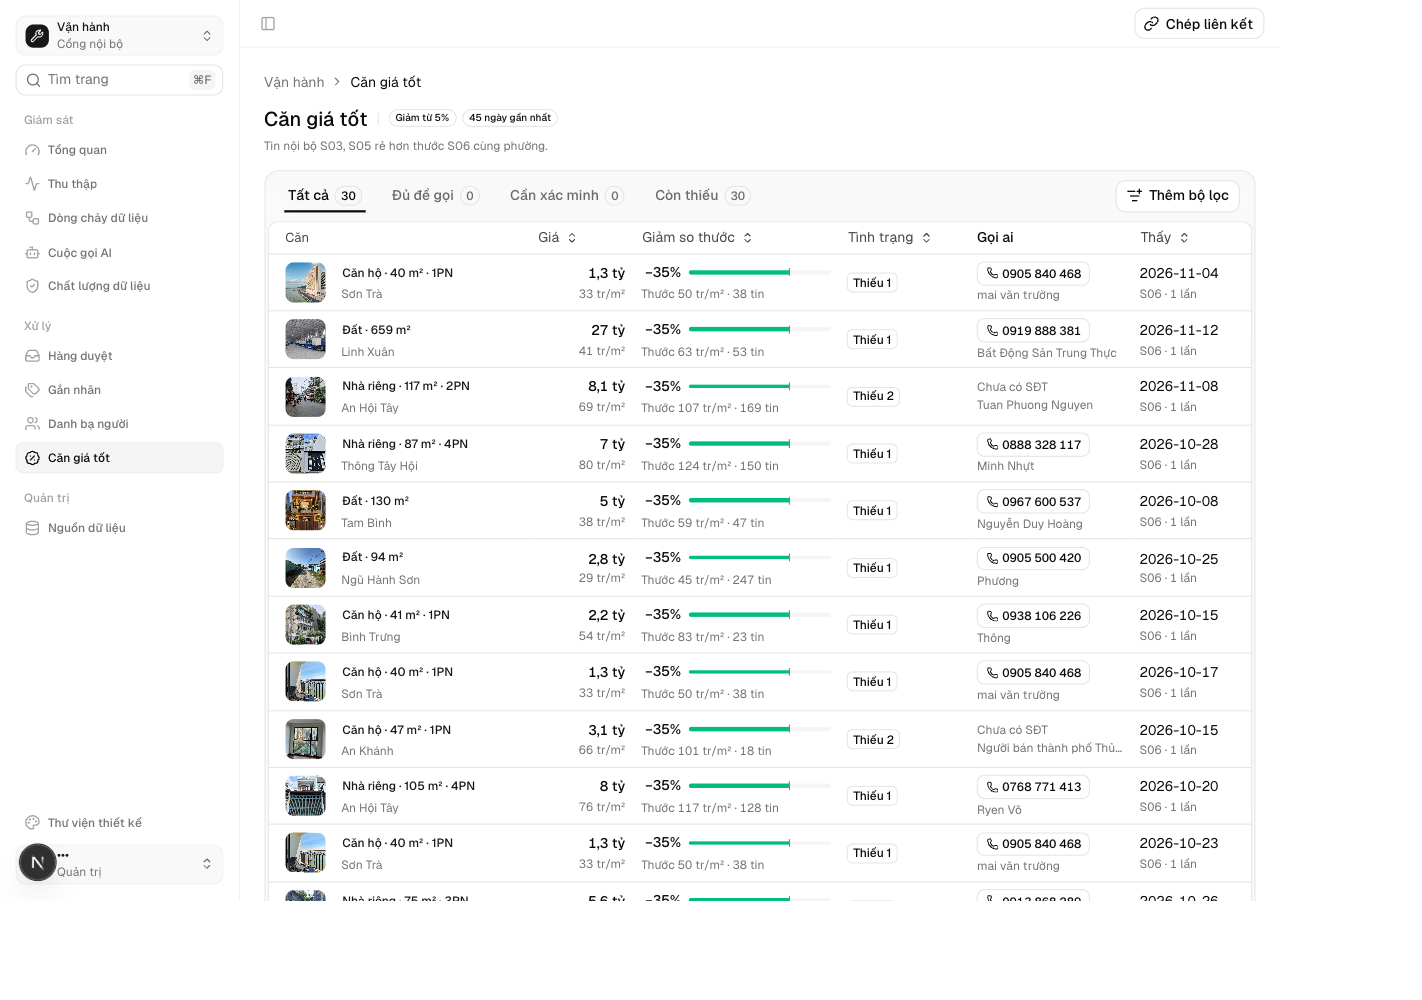 Vận hành
Cổng nội bộ
Tìm trang
⌘F
Giám sát
Tổng quan
Thu thập
Dòng chảy dữ liệu
Cuộc gọi AI
Chất lượng dữ liệu
Xử lý
Hàng duyệt
Gắn nhãn
Danh bạ người
Căn giá tốt
Quản trị
Nguồn dữ liệu
Thư viện thiết kế
N
•••
Quản trị
Chép liên kết
Vận hành > Căn giá tốt
Căn giá tốt
Giảm từ 5%
45 ngày gần nhất
Tin nội bộ S03, S05 rẻ hơn thước S06 cùng phường.
Tất cả 30
Đủ để gọi 0
Cần xác minh 0
Còn thiếu 30
Thêm bộ lọc
Căn Giá Giảm so thước Tình trạng Gọi ai Thấy
Căn hộ · 40 m² · 1PN 1,3 tỷ −35% Thiếu 1 0905 840 468 2026-11-04
Sơn Trà 33 tr/m² Thước 50 tr/m² · 38 tin mai văn trường S06 · 1 lần
Đất · 659 m² 27 tỷ −35% Thiếu 1 0919 888 381 2026-11-12
Linh Xuân 41 tr/m² Thước 63 tr/m² · 53 tin Bất Động Sản Trung Thực S06 · 1 lần
Nhà riêng · 117 m² · 2PN 8,1 tỷ −35% Thiếu 2 Chưa có SĐT 2026-11-08
An Hội Tây 69 tr/m² Thước 107 tr/m² · 169 tin Tuan Phuong Nguyen S06 · 1 lần
Nhà riêng · 87 m² · 4PN 7 tỷ −35% Thiếu 1 0888 328 117 2026-10-28
Thông Tây Hội 80 tr/m² Thước 124 tr/m² · 150 tin Minh Nhựt S06 · 1 lần
Đất · 130 m² 5 tỷ −35% Thiếu 1 0967 600 537 2026-10-08
Tam Bình 38 tr/m² Thước 59 tr/m² · 47 tin Nguyễn Duy Hoàng S06 · 1 lần
Đất · 94 m² 2,8 tỷ −35% Thiếu 1 0905 500 420 2026-10-25
Ngũ Hành Sơn 29 tr/m² Thước 45 tr/m² · 247 tin Phương S06 · 1 lần
Căn hộ · 41 m² · 1PN 2,2 tỷ −35% Thiếu 1 0938 106 226 2026-10-15
Bình Trưng 54 tr/m² Thước 83 tr/m² · 23 tin Thông S06 · 1 lần
Căn hộ · 40 m² · 1PN 1,3 tỷ −35% Thiếu 1 0905 840 468 2026-10-17
Sơn Trà 33 tr/m² Thước 50 tr/m² · 38 tin mai văn trường S06 · 1 lần
Căn hộ · 47 m² · 1PN 3,1 tỷ −35% Thiếu 2 Chưa có SĐT 2026-10-15
An Khánh 66 tr/m² Thước 101 tr/m² · 18 tin Người bán thành phố Thủ... S06 · 1 lần
Nhà riêng · 105 m² · 4PN 8 tỷ −35% Thiếu 1 0768 771 413 2026-10-20
An Hội Tây 76 tr/m² Thước 117 tr/m² · 128 tin Ryen Võ S06 · 1 lần
Căn hộ · 40 m² · 1PN 1,3 tỷ −35% Thiếu 1 0905 840 468 2026-10-23
Sơn Trà 33 tr/m² Thước 50 tr/m² · 38 tin mai văn trường S06 · 1 lần
Nhà riêng · 75 m² · 3PN 5,6 tỷ −35% 0913 868 289 2026-10-26